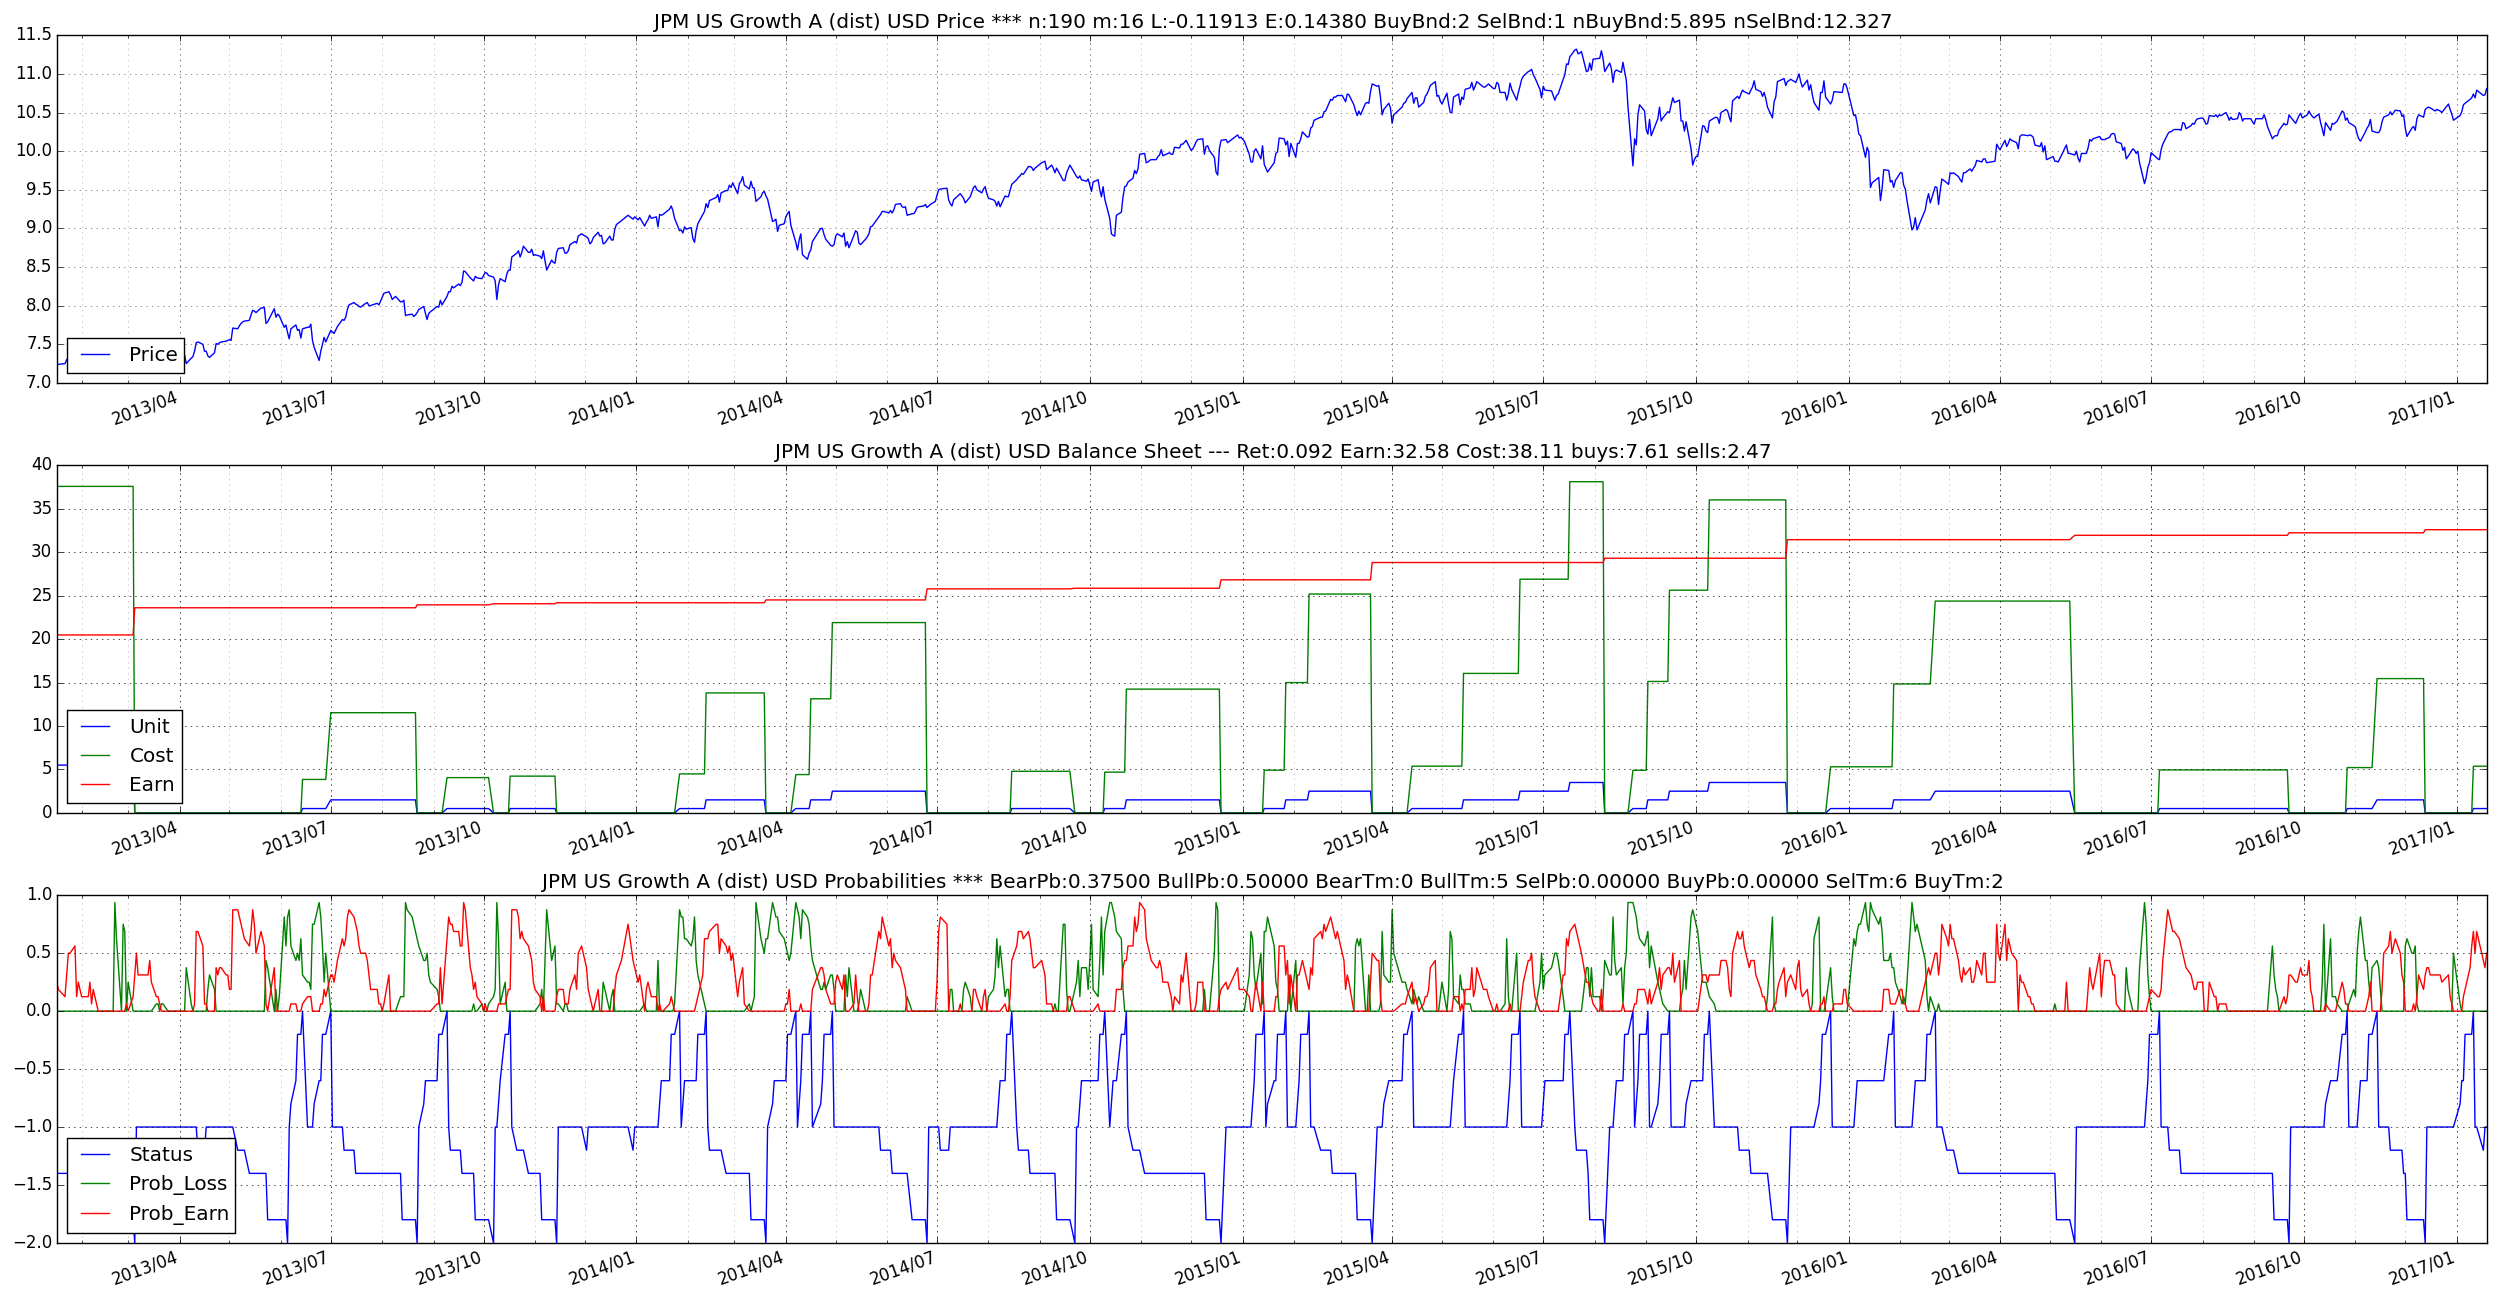 JPM US Growth A (dist) USD Price *** n:190 m:16 L:-0.11913 E:0.14380 BuyBnd:2 SelBnd:1 nBuyBnd:5.895 nSelBnd:12.327
11.5
11.0
10.5
10.0
9.5
9.0
8.5
8.0
7.5
7.0
Price
2013/04 2013/07 2013/10 2014/01 2014/04 2014/07 2014/10 2015/01 2015/04 2015/07 2015/10 2016/01 2016/04 2016/07 2016/10 2017/01
JPM US Growth A (dist) USD Balance Sheet --- Ret:0.092 Earn:32.58 Cost:38.11 buys:7.61 sells:2.47
40
35
30
25
20
15
10
5
0
Unit
Cost
Earn
2013/04 2013/07 2013/10 2014/01 2014/04 2014/07 2014/10 2015/01 2015/04 2015/07 2015/10 2016/01 2016/04 2016/07 2016/10 2017/01
JPM US Growth A (dist) USD Probabilities *** BearPb:0.37500 BullPb:0.50000 BearTm:0 BullTm:5 SelPb:0.00000 BuyPb:0.00000 SelTm:6 BuyTm:2
1.0
0.5
0.0
−0.5
−1.0
−1.5
−2.0
Status
Prob_Loss
Prob_Earn
2013/04 2013/07 2013/10 2014/01 2014/04 2014/07 2014/10 2015/01 2015/04 2015/07 2015/10 2016/01 2016/04 2016/07 2016/10 2017/01